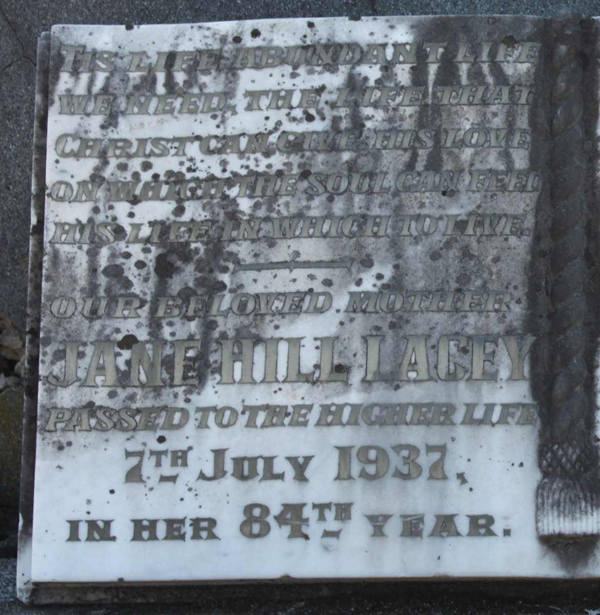 TIS LIFE ABUNDANT LIFE
WE NEED, THE LIFE THAT
CHRIST CAN GIVE, HIS LOVE
ON WHICH THE SOUL CAN FEED
HIS LIFE IN WHICH TO LIVE.
OUR BELOVED MOTHER
JANE HILL LACEY
PASSED TO THE HIGHER LIFE
7TH JULY 1937,
IN HER 84TH YEAR.